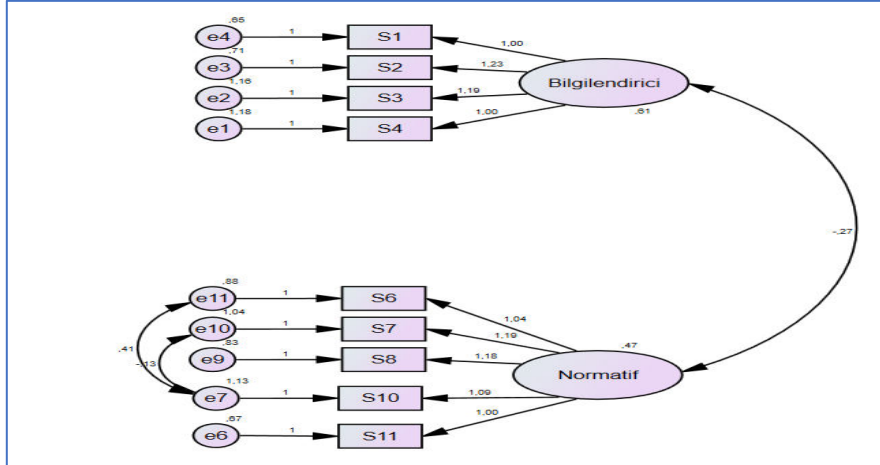 ,65
e4 1 S1 1,00
,71
e3 1 S2 1,23
1,16
e2 1 S3 1,19
1,18
e1 1 S4 1,00
Bilgilendirici
,61
-,27
,88
e11 1 S6 1,04
1,04
e10 1 S7 1,19
,83
e9 1 S8 1,18
1,13
e7 1 S10 1,09
,67
e6 1 S11 1,00
,47
Normatif
,41
-,13